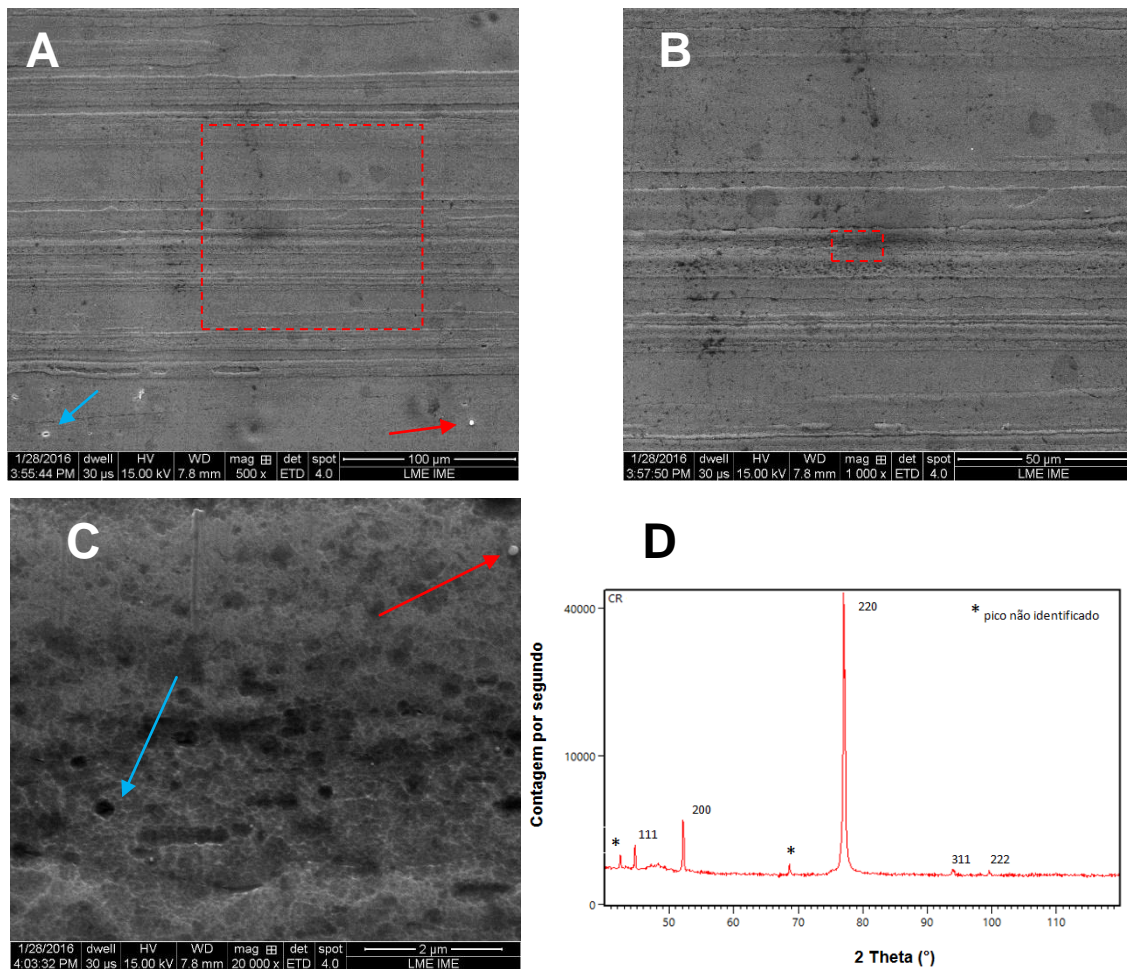 A
1/28/2016 dwell HV WD mag ⊞ det spot 100 µm
3:55:44 PM 30 µs 15.00 kV 7.8 mm 500 x ETD 4.0 LME IME
B
1/28/2016 dwell HV WD mag ⊞ det spot 50 µm
3:57:50 PM 30 µs 15.00 kV 7.8 mm 1 000 x ETD 4.0 LME IME
C
1/28/2016 dwell HV WD mag ⊞ det spot 2 µm
4:03:32 PM 30 µs 15.00 kV 7.8 mm 20 000 x ETD 4.0 LME IME
D
CR
40000
220
* pico não identificado
Contagem por segundo
10000
200
111
*
*
311
222
0
50 60 70 80 90 100 110
2 Theta (°)